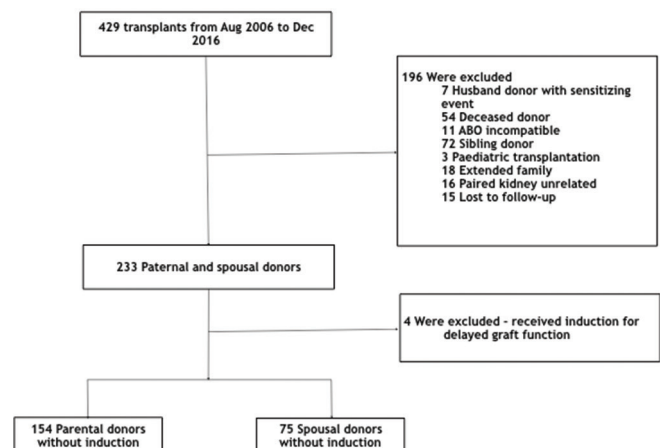 429 transplants from Aug 2006 to Dec
2016
196 Were excluded
7 Husband donor with sensitizing
event
54 Deceased donor
11 ABO incompatible
72 Sibling donor
3 Paediatric transplantation
18 Extended family
16 Paired kidney unrelated
15 Lost to follow-up
233 Paternal and spousal donors
4 Were excluded - received induction for
delayed graft function
154 Parental donors
without induction
75 Spousal donors
without induction